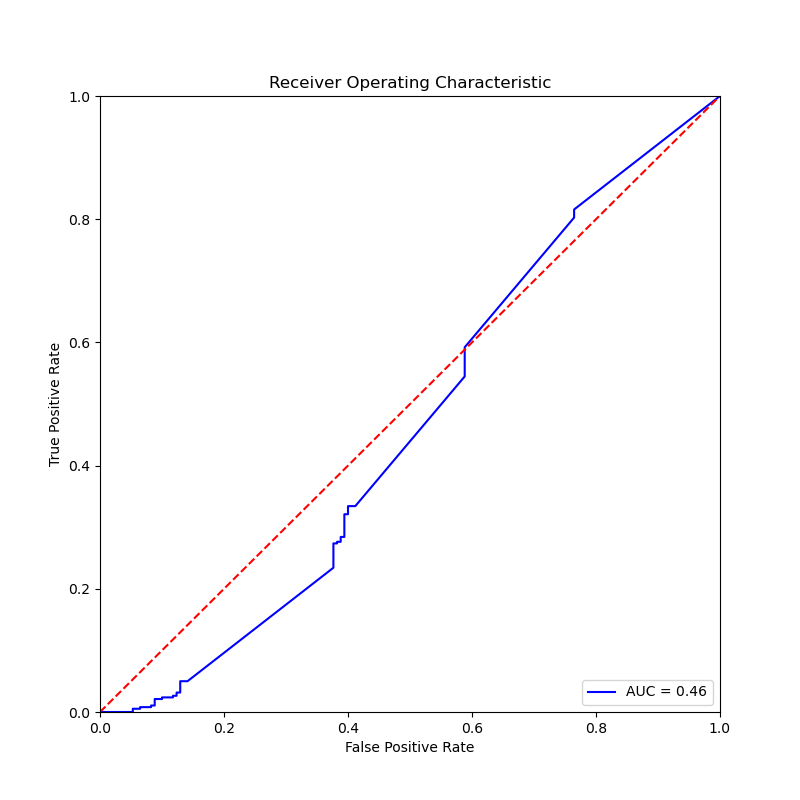 Receiver Operating Characteristic
1.0
0.8
0.6
0.4
0.2
0.0
True Positive Rate
AUC = 0.46
0.0 0.2 0.4 0.6 0.8 1.0
False Positive Rate